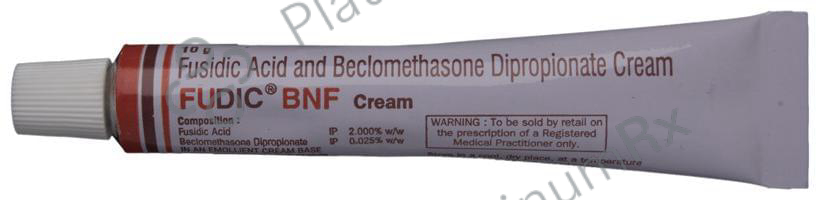 10 g
Fusidic Acid and Beclomethasone Dipropionate Cream
FUDIC® BNF Cream
Composition :
Fusidic Acid IP 2.000% w/w
Beclomethasone Dipropionate IP 0.025% w/w
IN AN EMOLLIENT CREAM BASE
WARNING : To be sold by retail on
the prescription of a Registered
Medical Practitioner only.
Store in a cool, dry place, at a temperature